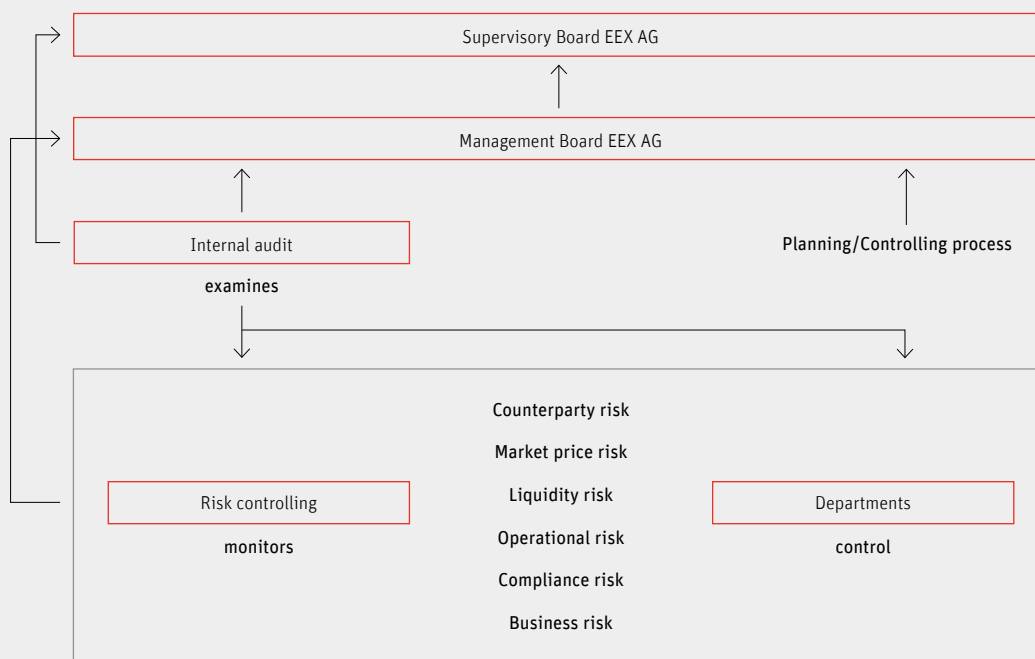 Supervisory Board EEX AG
Management Board EEX AG
Internal audit
Planning/Controlling process
examines
Counterparty risk
Market price risk
Liquidity risk
Risk controlling
Departments
Operational risk
monitors
control
Compliance risk
Business risk